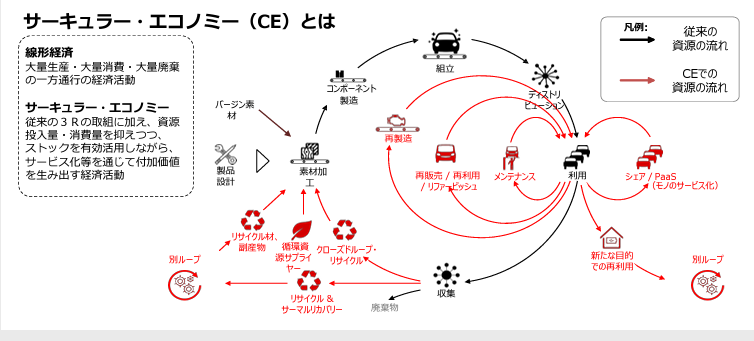 サーキュラー・エコノミー(CE)とは
線形経済
大量生産・大量消費・大量廃棄
の一方通行の経済活動
サーキュラー・エコノミー
従来の３Rの取組に加え、資源
投入量・消費量を抑えつつ、
ストックを有効活用しながら、
サービス化等を通じて付加価値
を生み出す経済活動
凡例:
従来の
資源の流れ
CEでの
資源の流れ
組立
コンポーネント
製造
ディストリ
ビューション
バージン素
材
再製造
製品
設計
素材加
工
再販売 / 再利用
/ リファービッシュ
メンテナンス
利用
シェア / PaaS
(モノのサービス化)
リサイクル材、
副産物
循環資
源サプライ
ヤー
クローズドループ・
リサイクル
新たな目的
での再利用
別ループ
別ループ
リサイクル &
サーマルリカバリー
廃棄物
収集